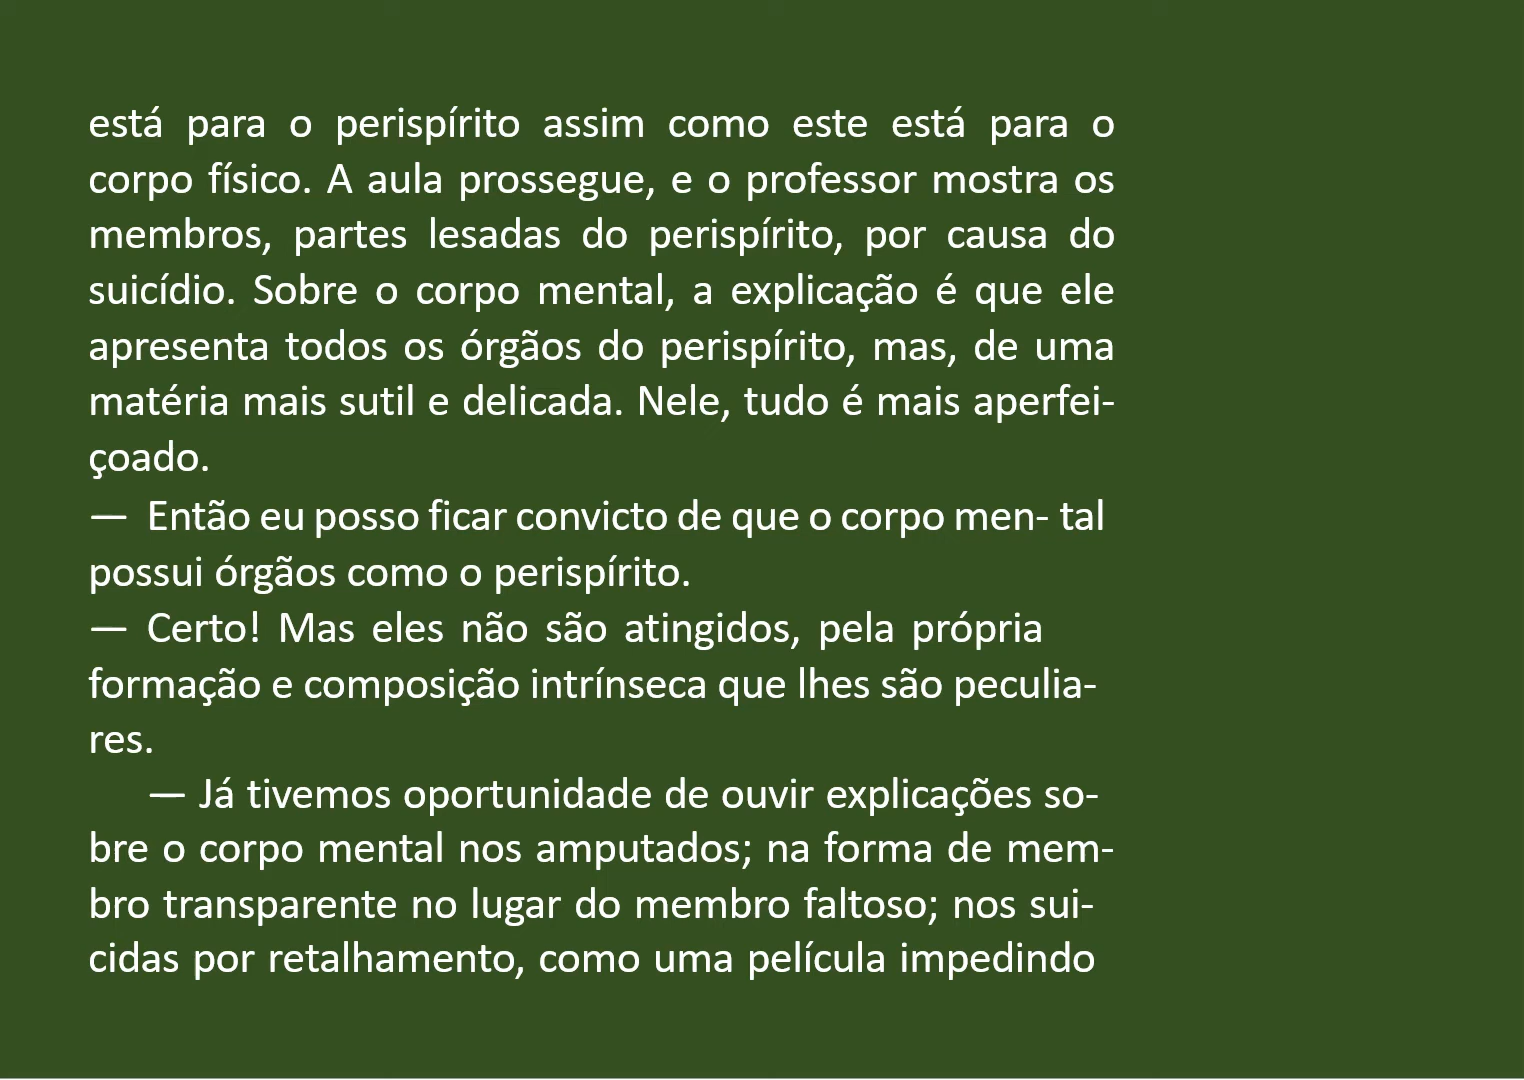 está para o perispírito assim como este está para o
corpo físico. A aula prossegue, e o professor mostra os
membros, partes lesadas do perispírito, por causa do
suicídio. Sobre o corpo mental, a explicação é que ele
apresenta todos os órgãos do perispírito, mas, de uma
matéria mais sutil e delicada. Nele, tudo é mais aperfei-
çoado.
— Então eu posso ficar convicto de que o corpo men- tal
possui órgãos como o perispírito.
— Certo! Mas eles não são atingidos, pela própria
formação e composição intrínseca que lhes são peculia-
res.
— Já tivemos oportunidade de ouvir explicações so-
bre o corpo mental nos amputados; na forma de mem-
bro transparente no lugar do membro faltoso; nos sui-
cidas por retalhamento, como uma película impedindo